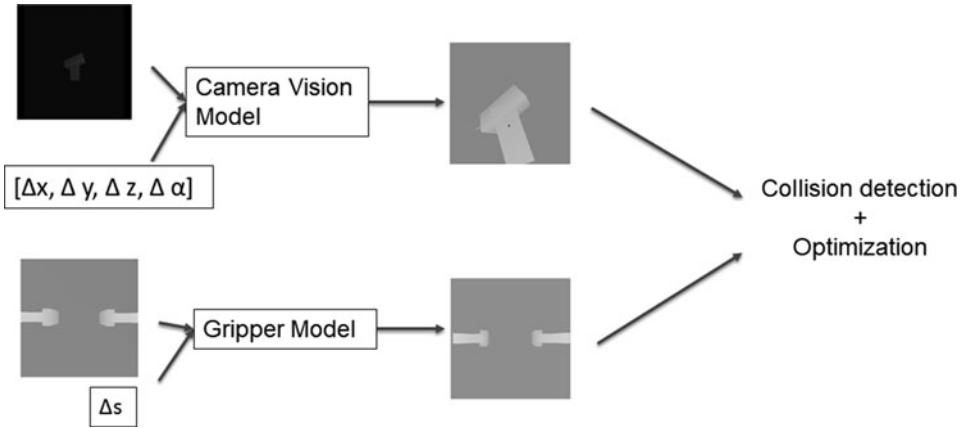 Camera Vision
Model
[Δx, Δ y, Δ z, Δ α]
Collision detection
+
Optimization
Gripper Model
Δs